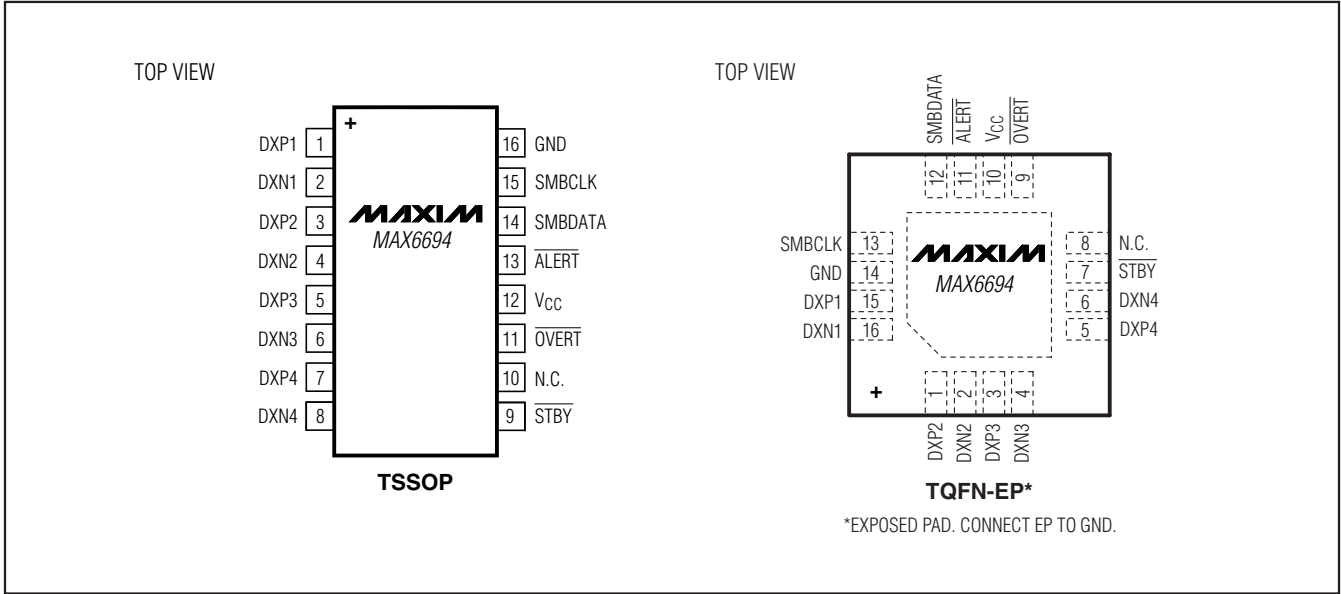 TOP VIEW
+
DXP1 1
DXN1 2
DXP2 3
DXN2 4
DXP3 5
DXN3 6
DXP4 7
DXN4 8
MAXIM
MAX6694
16 GND
15 SMBCLK
14 SMBDATA
13 ALERT
12 VCC
11 OVERT
10 N.C.
9 STBY
TSSOP
TOP VIEW
SMBDATA ALERT VCC OVERT
12 11 10 9
SMBCLK 13
GND 14
DXP1 15
DXN1 16
MAXIM
MAX6694
8 N.C.
7 STBY
6 DXN4
5 DXP4
+
1 2 3 4
DXP2 DXN2 DXP3 DXN3
TQFN-EP*
*EXPOSED PAD. CONNECT EP TO GND.